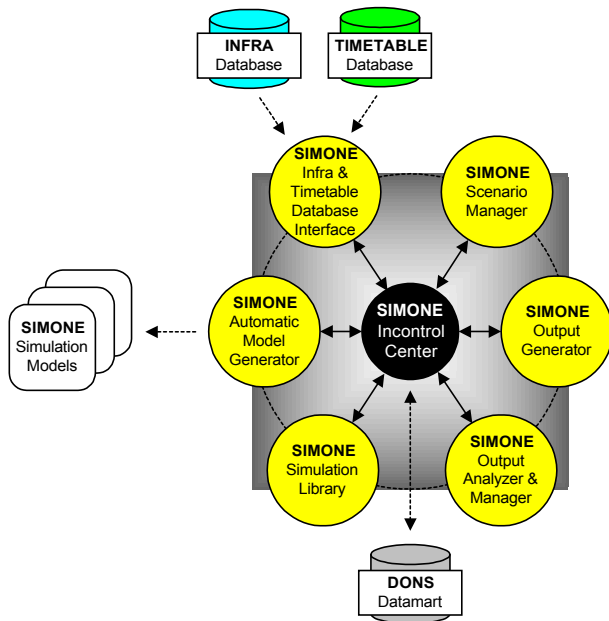 INFRA
Database
TIMETABLE
Database
SIMONE
Infra &
Timetable
Database
Interface
SIMONE
Scenario
Manager
SIMONE
Simulation
Models
SIMONE
Automatic
Model
Generator
SIMONE
Incontrol
Center
SIMONE
Output
Generator
SIMONE
Simulation
Library
SIMONE
Output
Analyzer &
Manager
DONS
Datamart